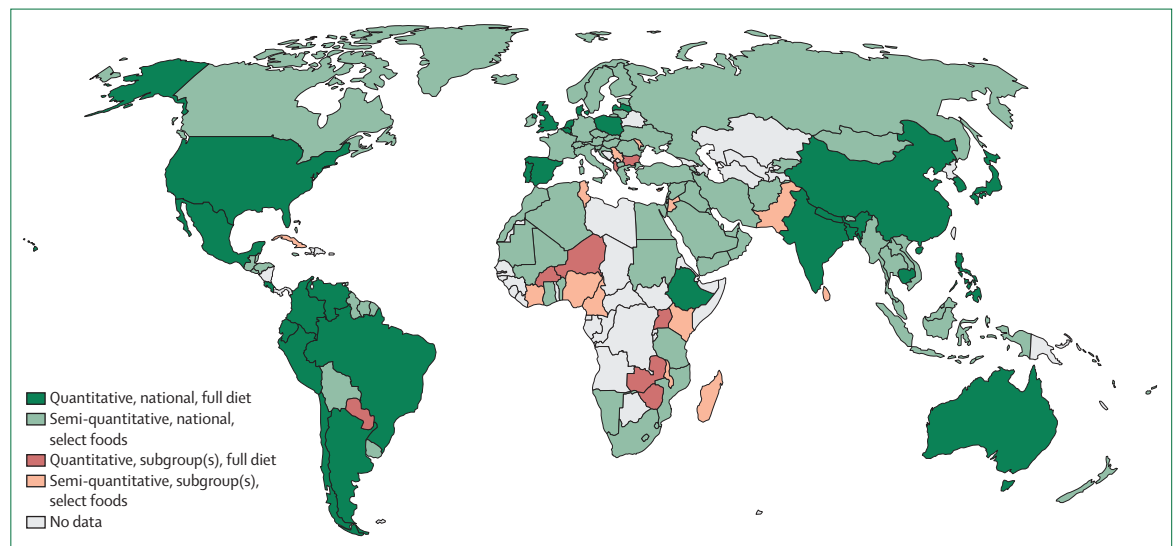 Quantitative, national, full diet
Semi-quantitative, national,
select foods
Quantitative, subgroup(s), full diet
Semi-quantitative, subgroup(s),
select foods
No data